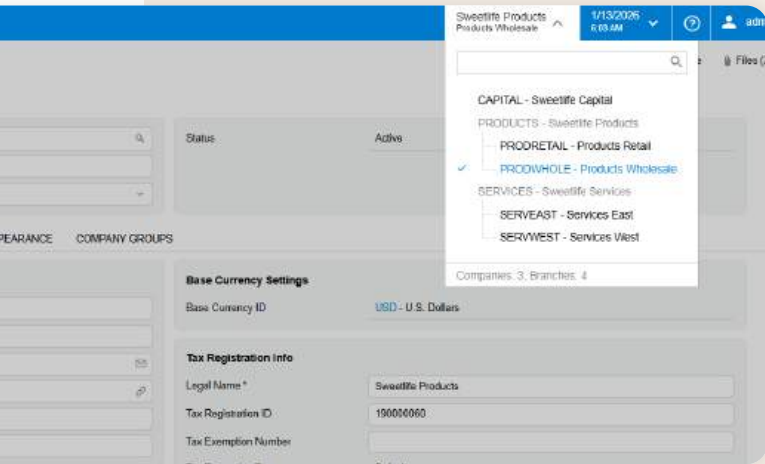 Sweetlife Products
Products Wholesale
1/13/2026
6:03 AM
Files
CAPITAL - Sweetlife Capital
PRODUCTS - Sweetlife Products
PRODRETAIL - Products Retail
PRODWHOLE - Products Wholesale
SERVICES - Sweetlife Services
SERVEAST - Services East
SERVWEST - Services West
Companies: 3, Branches: 4
Status
Active
COMPANY GROUPS
Base Currency Settings
Base Currency ID
USD - U.S. Dollars
Tax Registration Info
Legal Name *
Sweetlife Products
Tax Registration ID
190000060
Tax Exemption Number